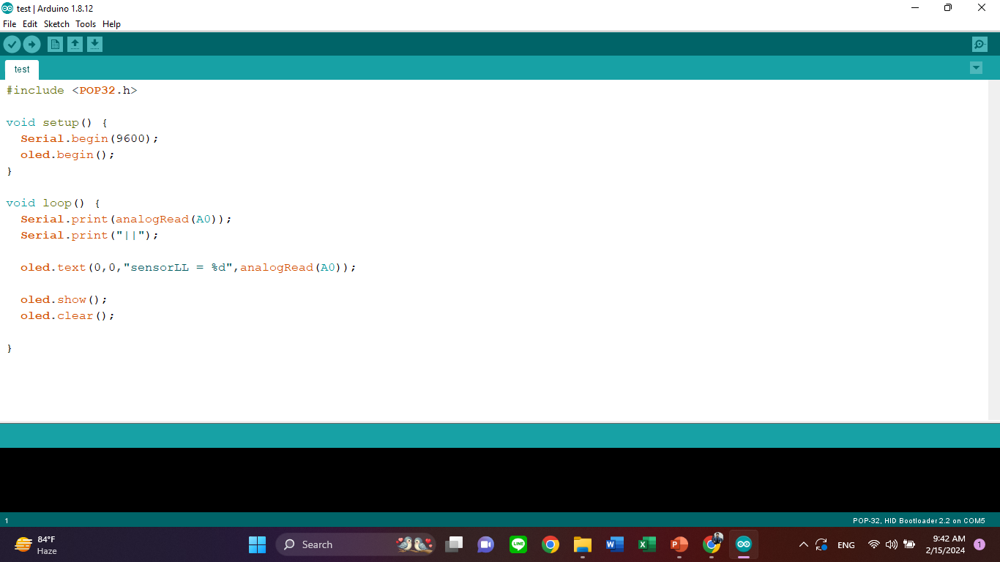 test | Arduino 1.8.12
File Edit Sketch Tools Help
test
#include <POP32.h>
void setup() {
Serial.begin(9600);
oled.begin();
}
void loop() {
Serial.print(analogRead(A0));
Serial.print("||");
oled.text(0,0,"sensorLL = %d",analogRead(A0));
oled.show();
oled.clear();
}
1
POP-32, HID Bootloader 2.2 on COM5
84°F
Haze
Search
LINE
W
X
P
ENG
9:42 AM
2/15/2024
1